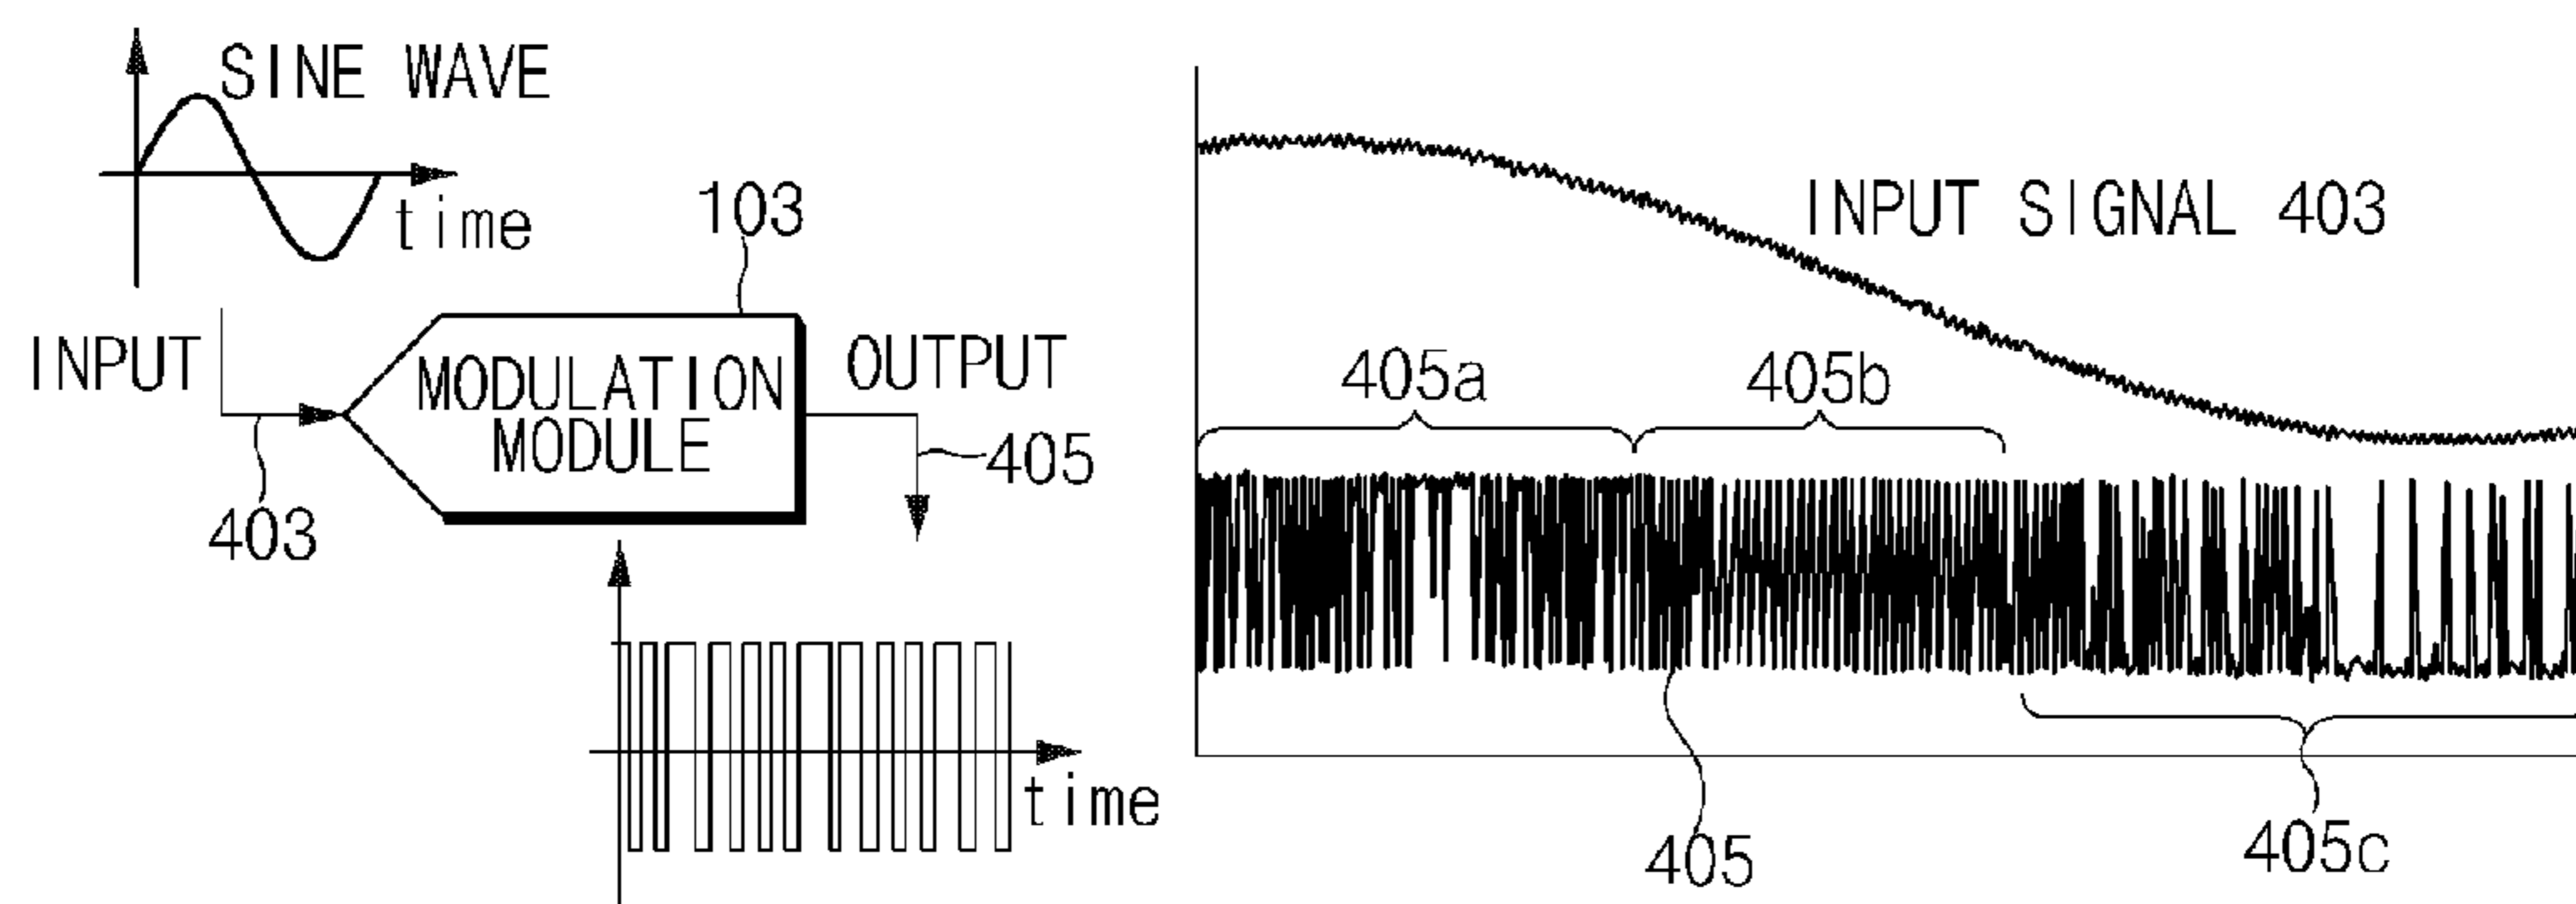 SINE WAVE
time
103
INPUT
MODULATION
MODULE
OUTPUT
403
405
time
INPUT SIGNAL 403
405a
405b
405
405c